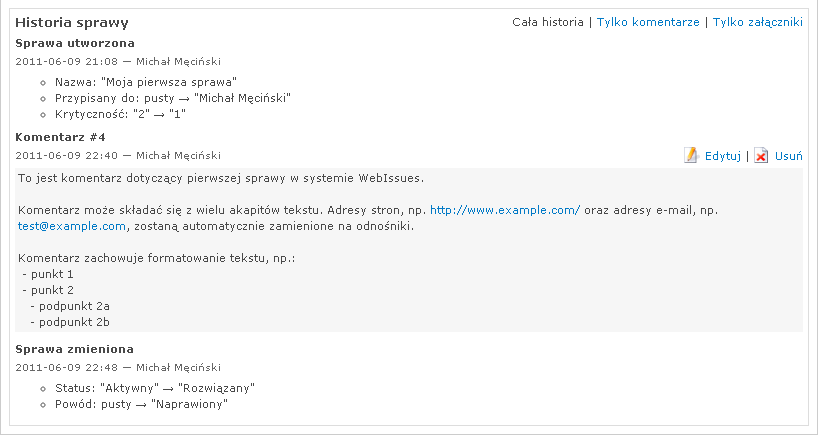 Historia sprawy
Cała historia | Tylko komentarze | Tylko załączniki
Sprawa utworzona
2011-06-09 21:08 — Michał Męciński
Nazwa: "Moja pierwsza sprawa"
Przypisany do: pusty → "Michał Męciński"
Krytyczność: "2" → "1"
Komentarz #4
2011-06-09 22:40 — Michał Męciński
Edytuj | Usuń
To jest komentarz dotyczący pierwszej sprawy w systemie WebIssues.
Komentarz może składać się z wielu akapitów tekstu. Adresy stron, np. http://www.example.com/ oraz adresy e-mail, np.
test@example.com, zostaną automatycznie zamienione na odnośniki.
Komentarz zachowuje formatowanie tekstu, np.:
- punkt 1
- punkt 2
- podpunkt 2a
- podpunkt 2b
Sprawa zmieniona
2011-06-09 22:48 — Michał Męciński
Status: "Aktywny" → "Rozwiązany"
Powód: pusty → "Naprawiony"